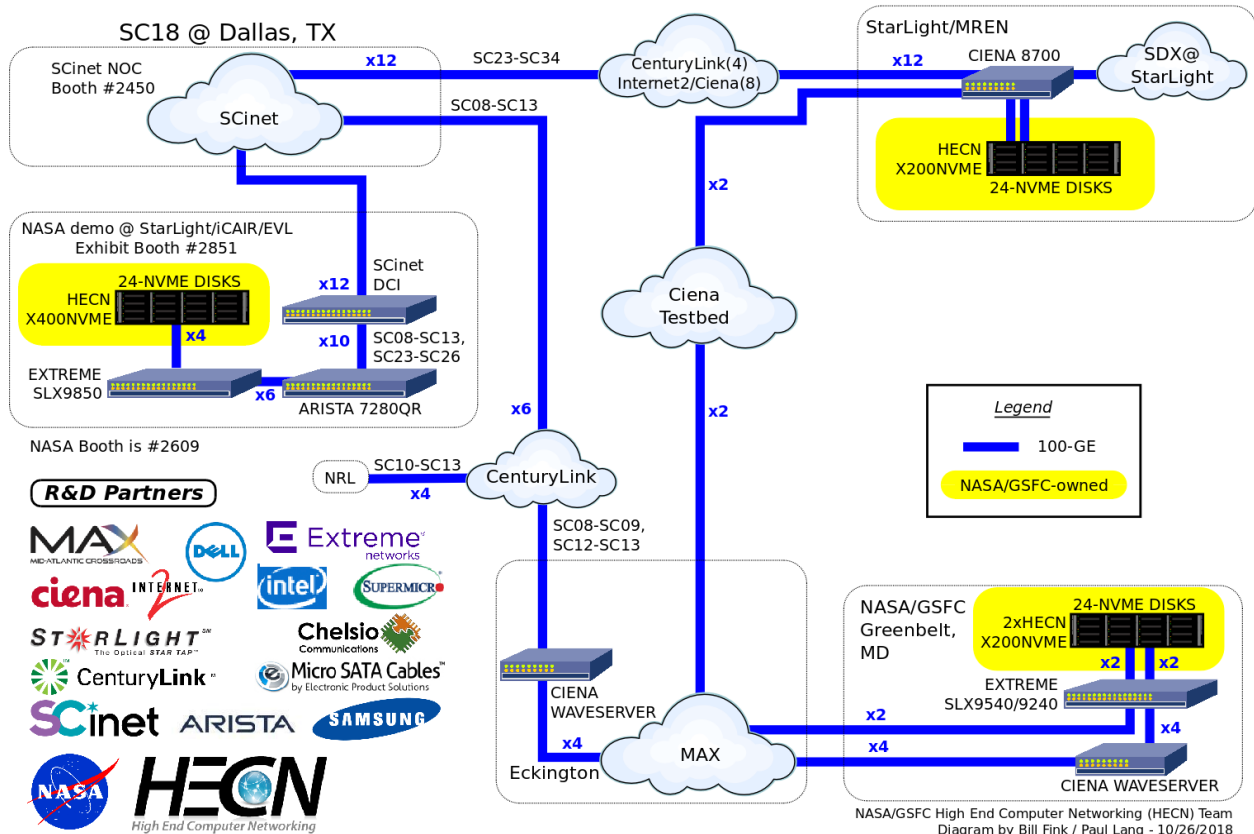 SC18 @ Dallas, TX
SCinet NOC
Booth #2450
SCinet
x12
SC23-SC34
SC08-SC13
CenturyLink(4)
Internet2/Ciena(8)
StarLight/MREN
x12
CIENA 8700
SDX@
StarLight
HECN
X200NVME
24-NVME DISKS
x2
NASA demo @ StarLight/iCAIR/EVL
Exhibit Booth #2851
24-NVME DISKS
HECN
X400NVME
x4
SCinet
DCI
x12
x10
SC08-SC13,
SC23-SC26
EXTREME
SLX9850
x6
ARISTA 7280QR
Ciena
Testbed
x2
x6
NASA Booth is #2609
NRL
SC10-SC13
x4
CenturyLink
SC08-SC09,
SC12-SC13
Legend
100-GE
NASA/GSFC-owned
R&D Partners
MAX
MID-ATLANTIC CROSSROADS
DELL
Extreme
networks
ciena
INTERNET
2
intel
SUPERMICRO
STARLIGHT SM
The Optical STAR TAP™
Chelsio
Communications
CenturyLink™
Micro SATA Cables™
by Electronic Product Solutions
SCinet
ARISTA
SAMSUNG
NASA
HECN
High End Computer Networking
CIENA
WAVESERVER
x4
Eckington
MAX
x2
x4
NASA/GSFC
Greenbelt,
MD
24-NVME DISKS
2xHECN
X200NVME
x2
x2
EXTREME
SLX9540/9240
x4
CIENA WAVESERVER
NASA/GSFC High End Computer Networking (HECN) Team
Diagram by Bill Fink / Paul Lang - 10/26/2018